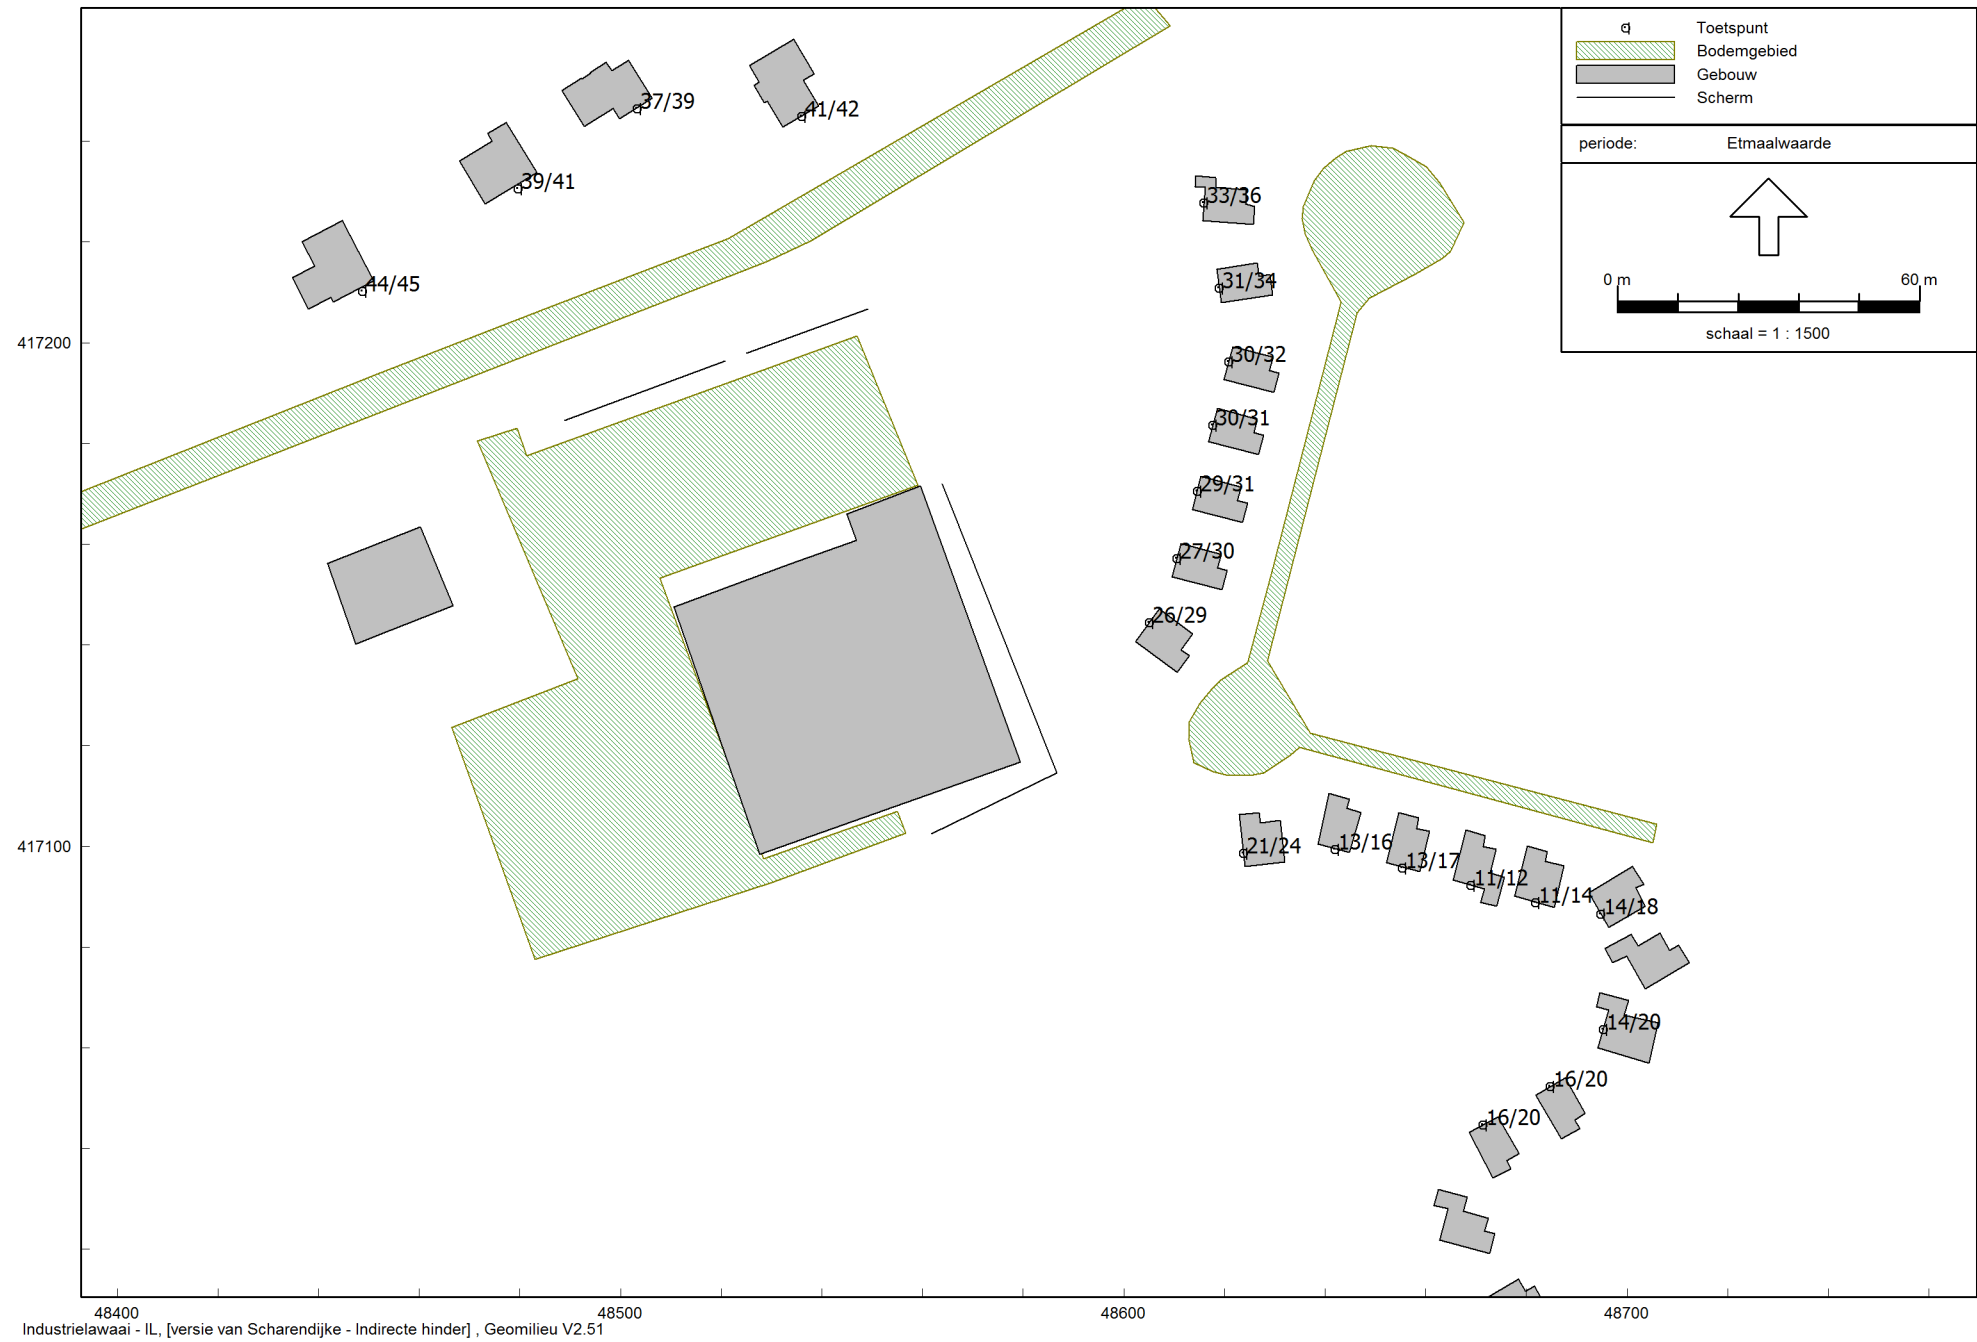 Toetspunt
Bodemgebied
Gebouw
Scherm
periode: Etmaalwaarde
0 m 60 m
schaal = 1 : 1500
37/39
41/42
39/41
44/45
33/36
31/34
30/32
30/31
29/31
27/30
26/29
21/24
13/16
13/17
11/12
11/14
14/18
14/20
16/20
16/20
417200
417100
48400 48500 48600 48700
Industrielawaai - IL, [versie van Scharendijke - Indirecte hinder] , Geomilieu V2.51